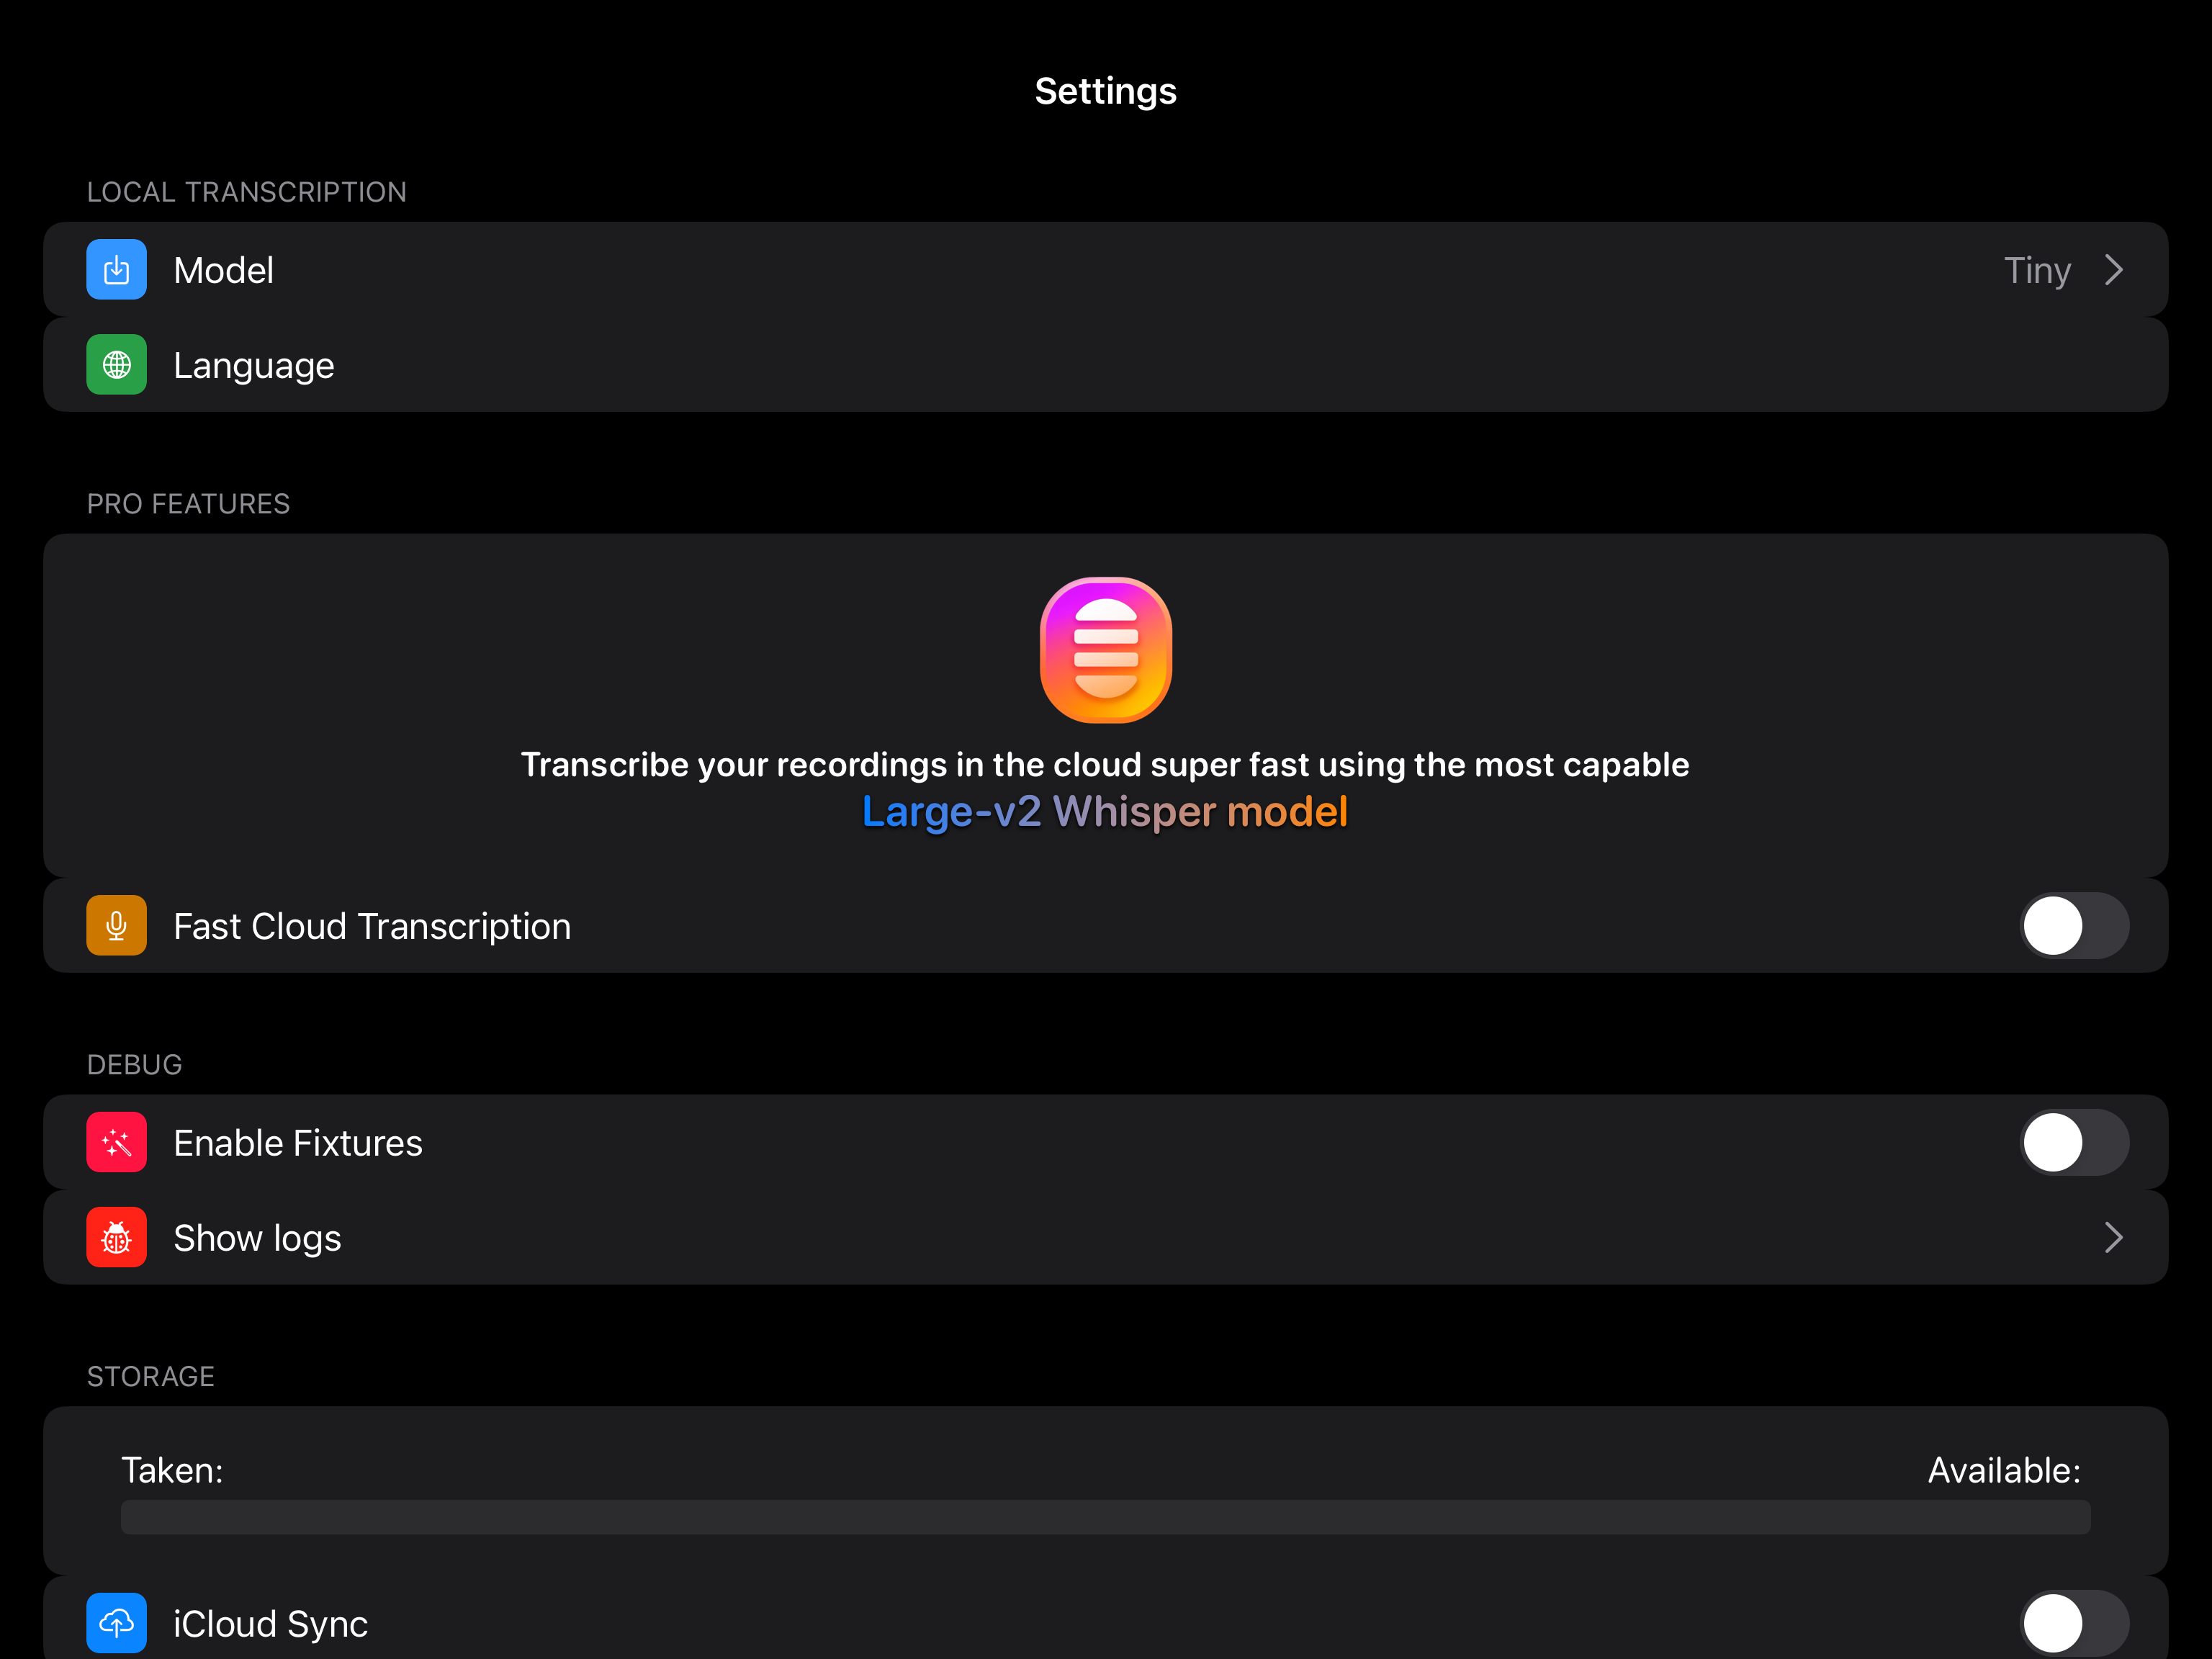 Settings
LOCAL TRANSCRIPTION
Model
Tiny
Language
PRO FEATURES
Transcribe your recordings in the cloud super fast using the most capable
Large-v2 Whisper model
Fast Cloud Transcription
DEBUG
Enable Fixtures
Show logs
STORAGE
Taken:
Available:
iCloud Sync